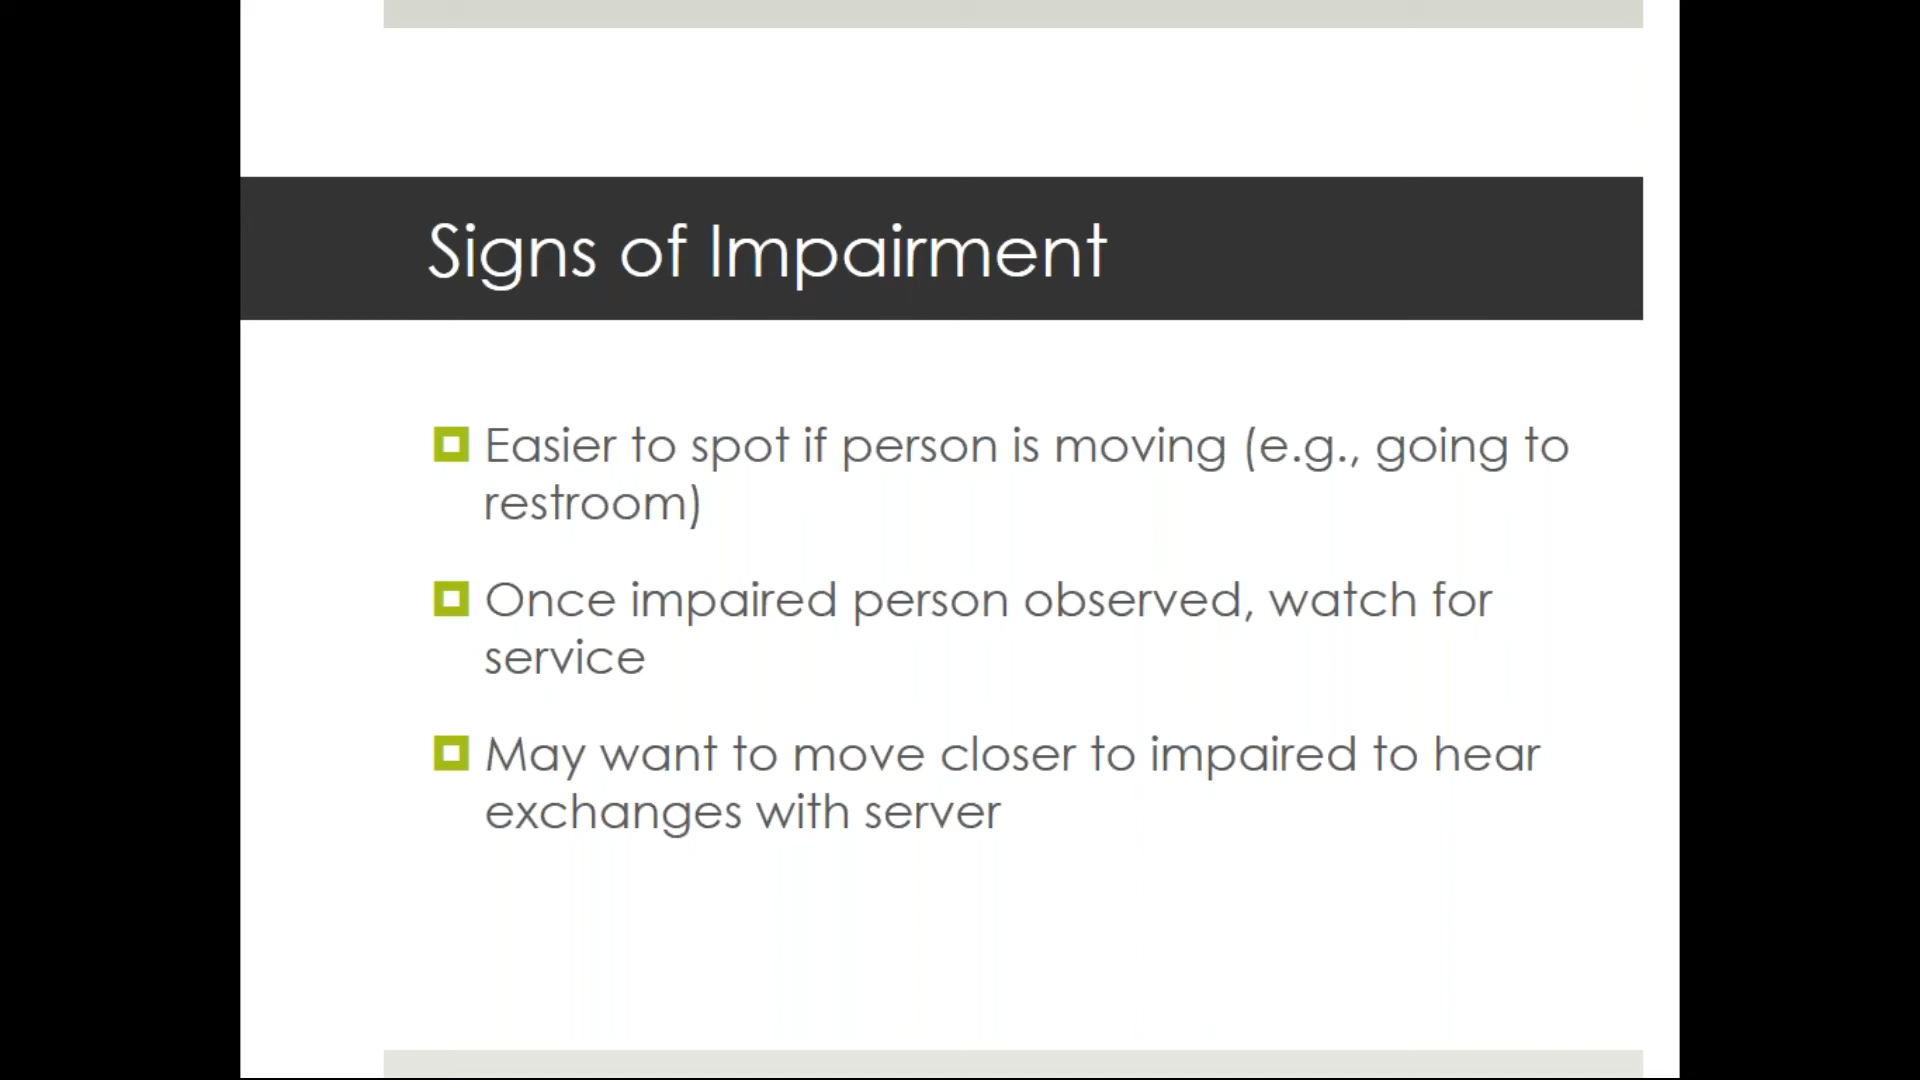 Signs of Impairment
Easier to spot if person is moving (e.g., going to
restroom)
Once impaired person observed, watch for
service
May want to move closer to impaired to hear
exchanges with server